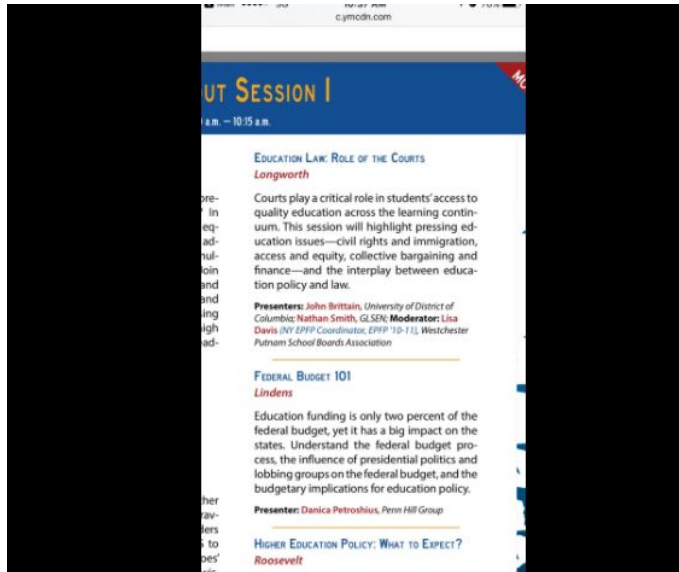 10:37 AM
c.ymcdn.com
UT SESSION I
a.m. – 10:15 a.m.
EDUCATION LAW: ROLE OF THE COURTS
Longworth
Courts play a critical role in students' access to
quality education across the learning contin-
uum. This session will highlight pressing ed-
ucation issues—civil rights and immigration,
access and equity, collective bargaining and
finance—and the interplay between educa-
tion policy and law.
Presenters: John Brittain, University of District of
Columbia; Nathan Smith, GLSEN; Moderator: Lisa
Davis (NY EPFP Coordinator, EPFP '10-11), Westchester
Putnam School Boards Association
FEDERAL BUDGET 101
Lindens
Education funding is only two percent of the
federal budget, yet it has a big impact on the
states. Understand the federal budget pro-
cess, the influence of presidential politics and
lobbing groups on the federal budget, and the
budgetary implications for education policy.
Presenter: Danica Petroshius, Penn Hill Group
HIGHER EDUCATION POLICY: WHAT TO EXPECT?
Roosevelt